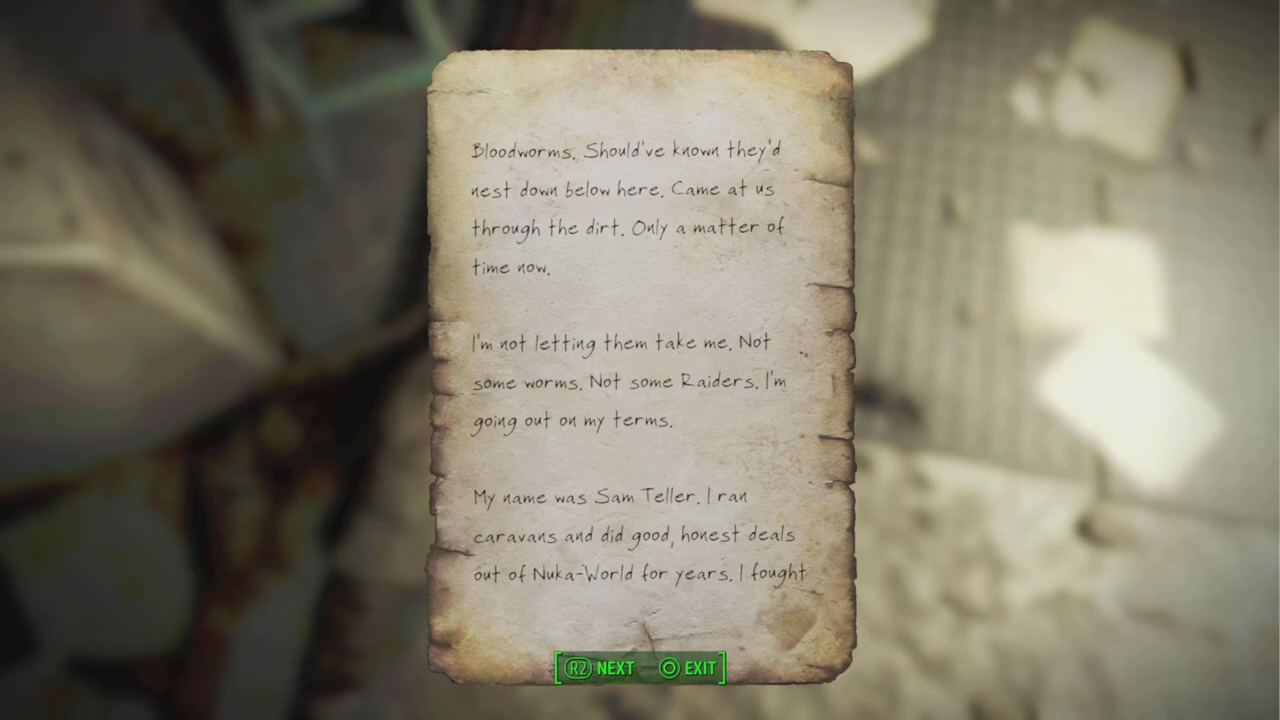 Bloodworms. Should've known they'd
nest down below here. Came at us
through the dirt. Only a matter of
time now.
I'm not letting them take me. Not
some worms. Not some Raiders. I'm
going out on my terms.
My name was Sam Teller. I ran
caravans and did good, honest deals
out of Nuka-World for years. I fought
R2 NEXT EXIT